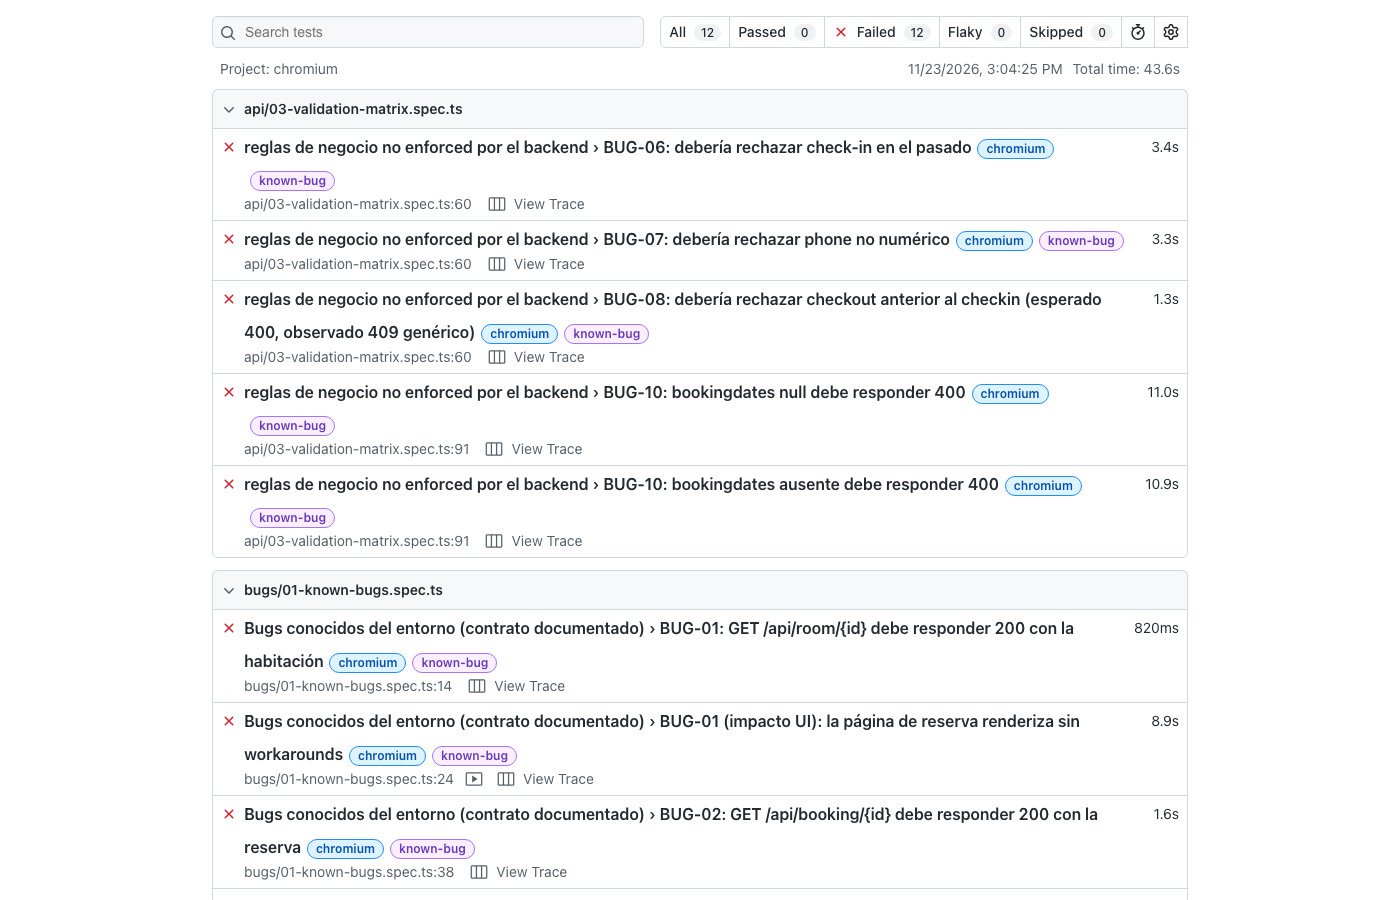 Search tests
All 12 Passed 0 Failed 12 Flaky 0 Skipped 0
Project: chromium
11/23/2026, 3:04:25 PM Total time: 43.6s
api/03-validation-matrix.spec.ts
reglas de negocio no enforced por el backend › BUG-06: debería rechazar check-in en el pasado chromium 3.4s
known-bug
api/03-validation-matrix.spec.ts:60 View Trace
reglas de negocio no enforced por el backend › BUG-07: debería rechazar phone no numérico chromium known-bug 3.3s
api/03-validation-matrix.spec.ts:60 View Trace
reglas de negocio no enforced por el backend › BUG-08: debería rechazar checkout anterior al checkin (esperado 1.3s
400, observado 409 genérico) chromium known-bug
api/03-validation-matrix.spec.ts:60 View Trace
reglas de negocio no enforced por el backend › BUG-10: bookingdates null debe responder 400 chromium 11.0s
known-bug
api/03-validation-matrix.spec.ts:91 View Trace
reglas de negocio no enforced por el backend › BUG-10: bookingdates ausente debe responder 400 chromium 10.9s
known-bug
api/03-validation-matrix.spec.ts:91 View Trace
bugs/01-known-bugs.spec.ts
Bugs conocidos del entorno (contrato documentado) › BUG-01: GET /api/room/{id} debe responder 200 con la 820ms
habitación chromium known-bug
bugs/01-known-bugs.spec.ts:14 View Trace
Bugs conocidos del entorno (contrato documentado) › BUG-01 (impacto UI): la página de reserva renderiza sin 8.9s
workarounds chromium known-bug
bugs/01-known-bugs.spec.ts:24 View Trace
Bugs conocidos del entorno (contrato documentado) › BUG-02: GET /api/booking/{id} debe responder 200 con la 1.6s
reserva chromium known-bug
bugs/01-known-bugs.spec.ts:38 View Trace